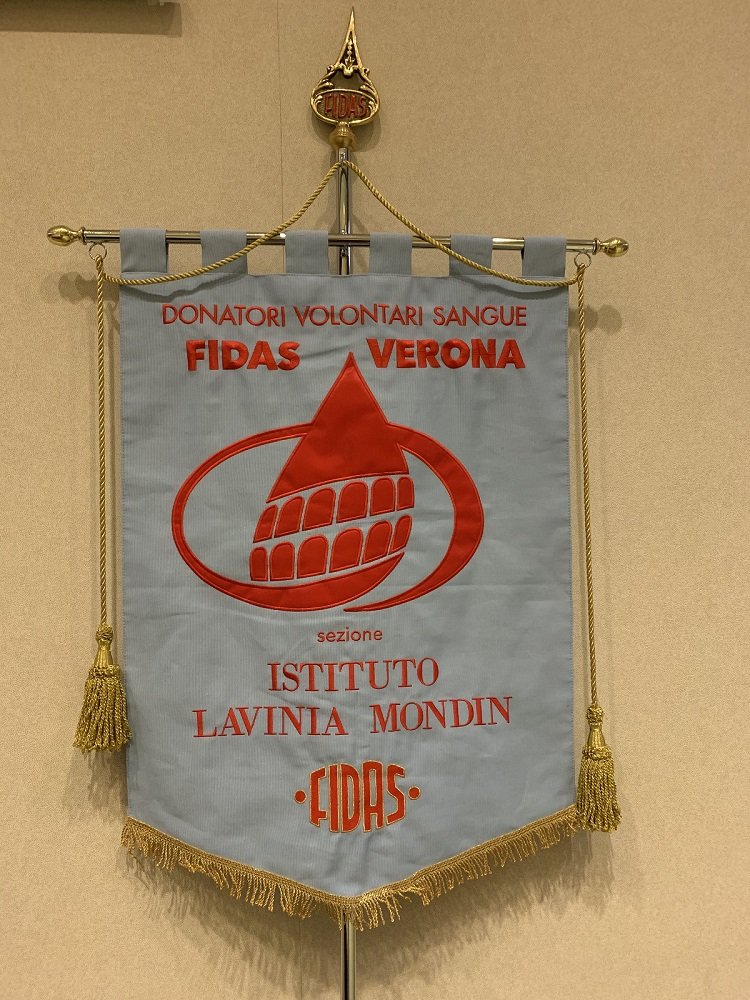 FIDAS
DONATORI VOLONTARI SANGUE
FIDAS VERONA
sezione
ISTITUTO
LAVINIA MONDIN
·FIDAS·